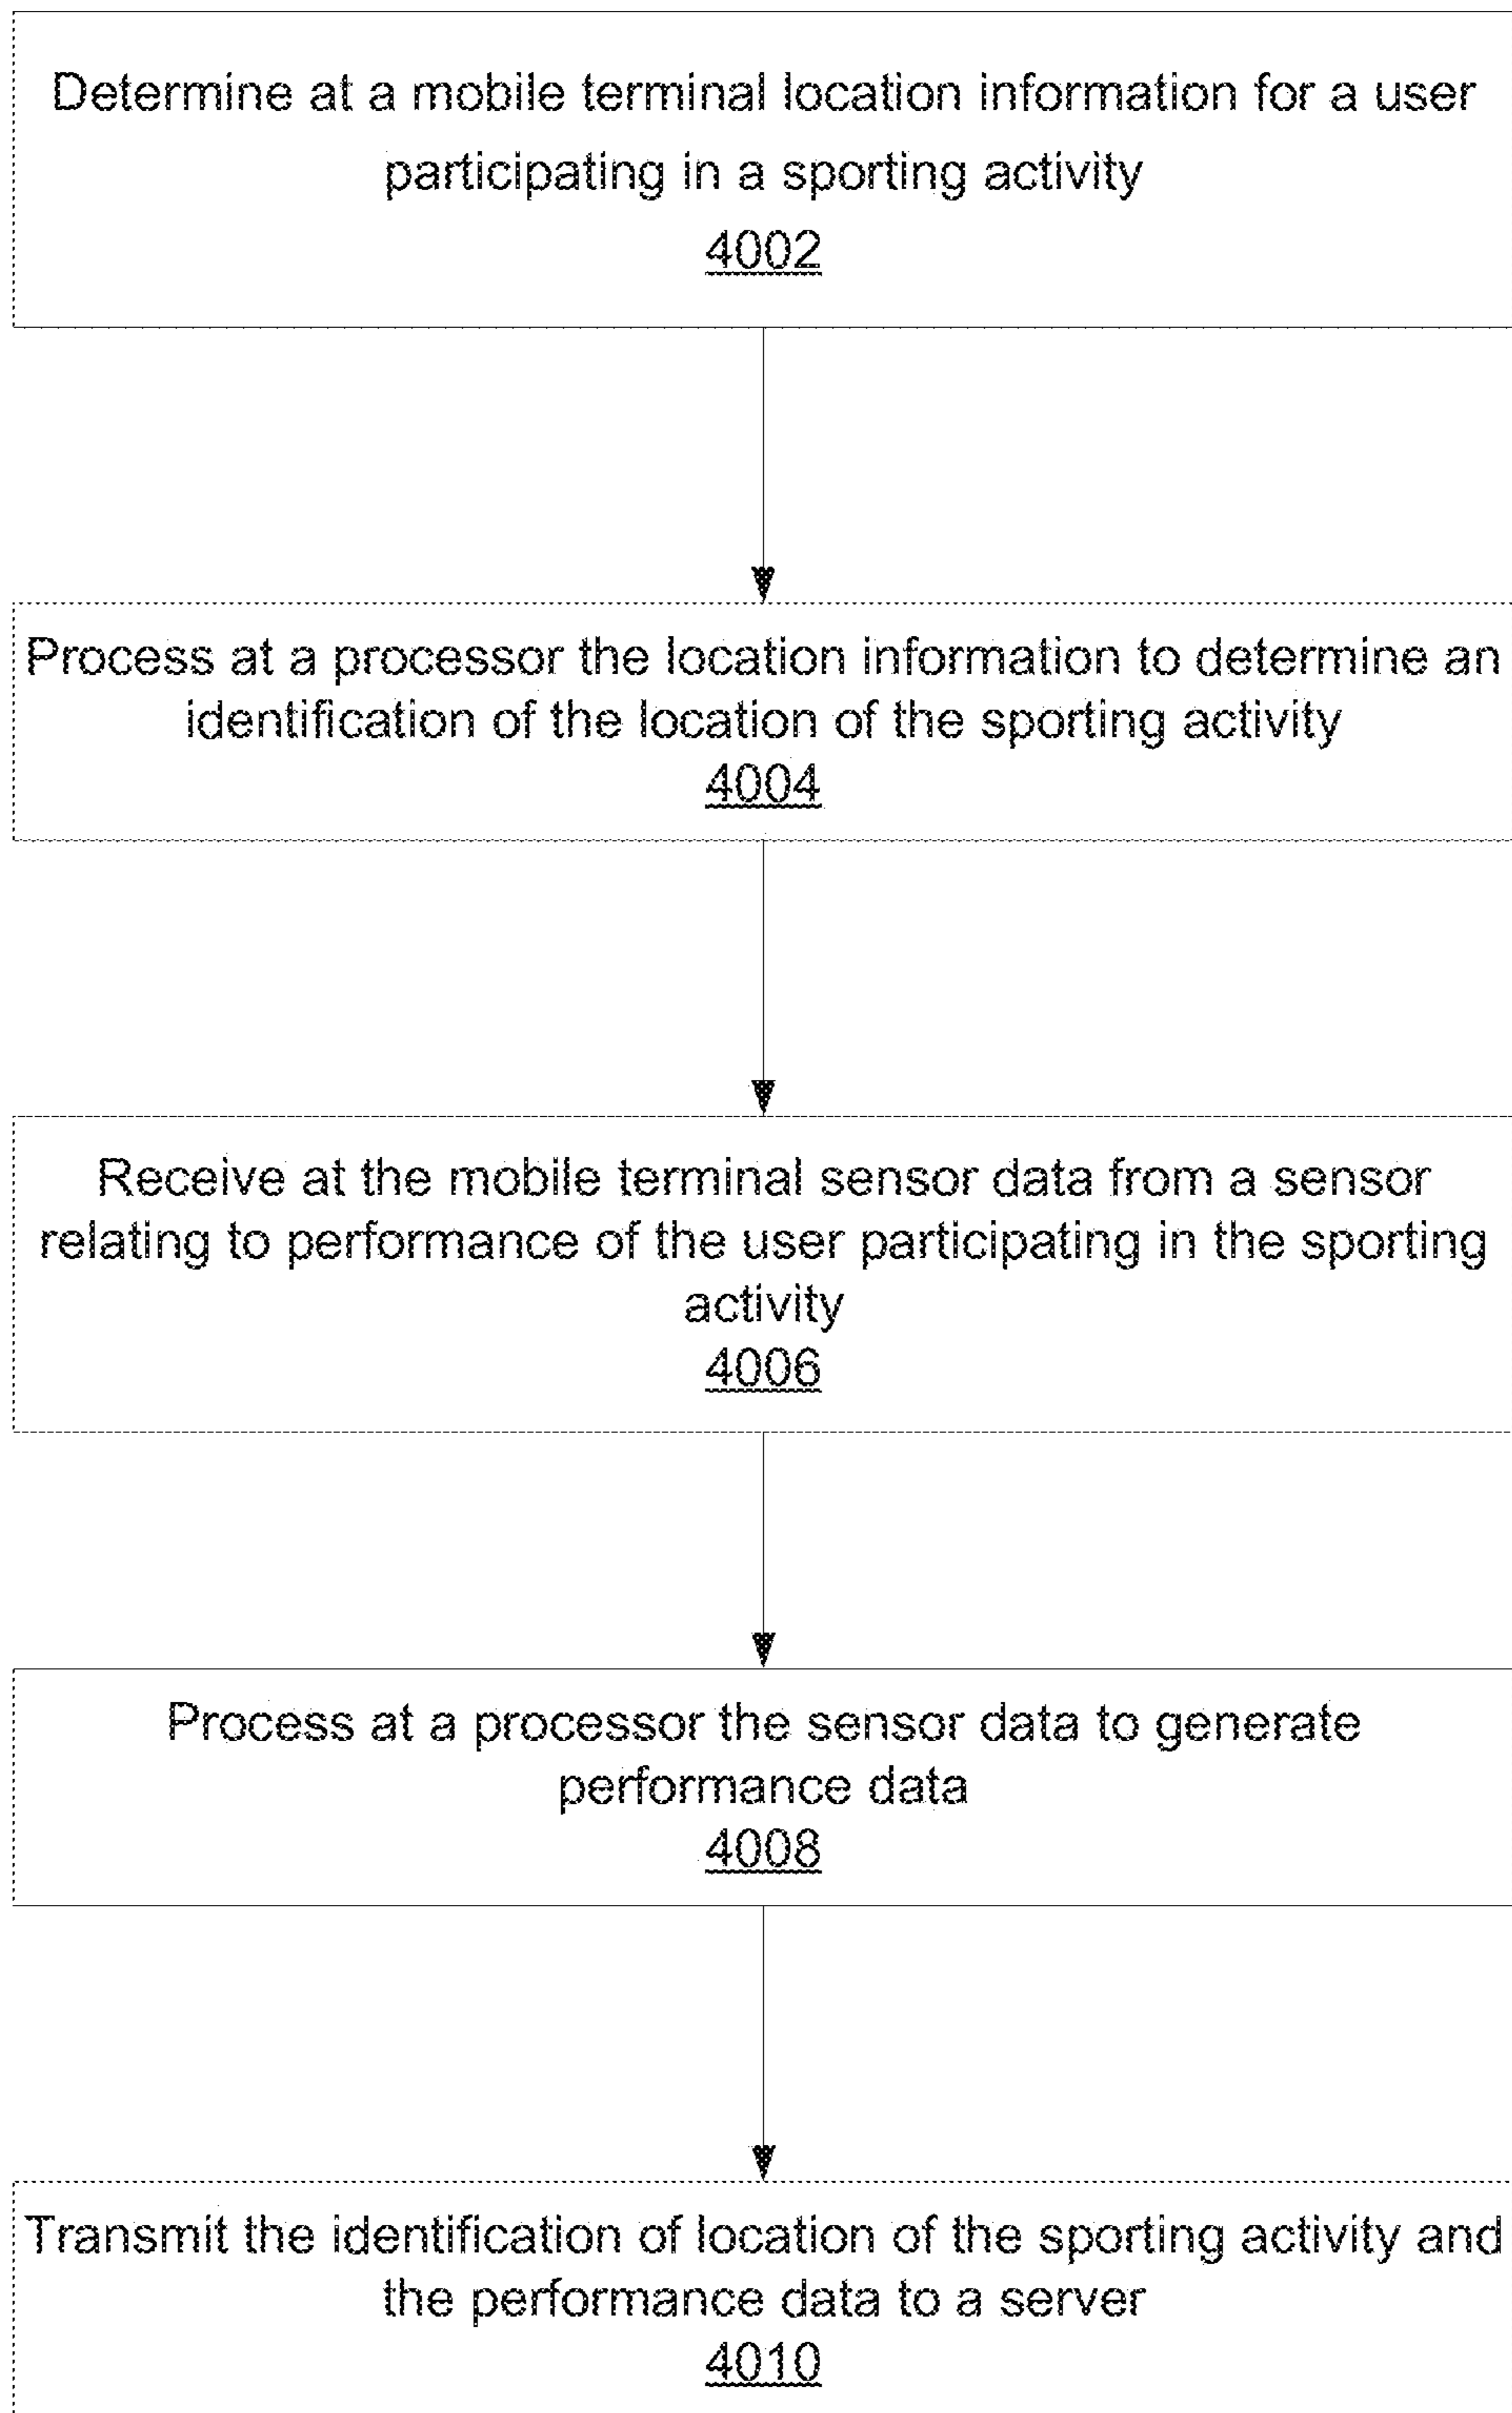 Determine at a mobile terminal location information for a user
participating in a sporting activity
4002
Process at a processor the location information to determine an
identification of the location of the sporting activity
4004
Receive at the mobile terminal sensor data from a sensor
relating to performance of the user participating in the sporting
activity
4006
Process at a processor the sensor data to generate
performance data
4008
Transmit the identification of location of the sporting activity and
the performance data to a server
4010